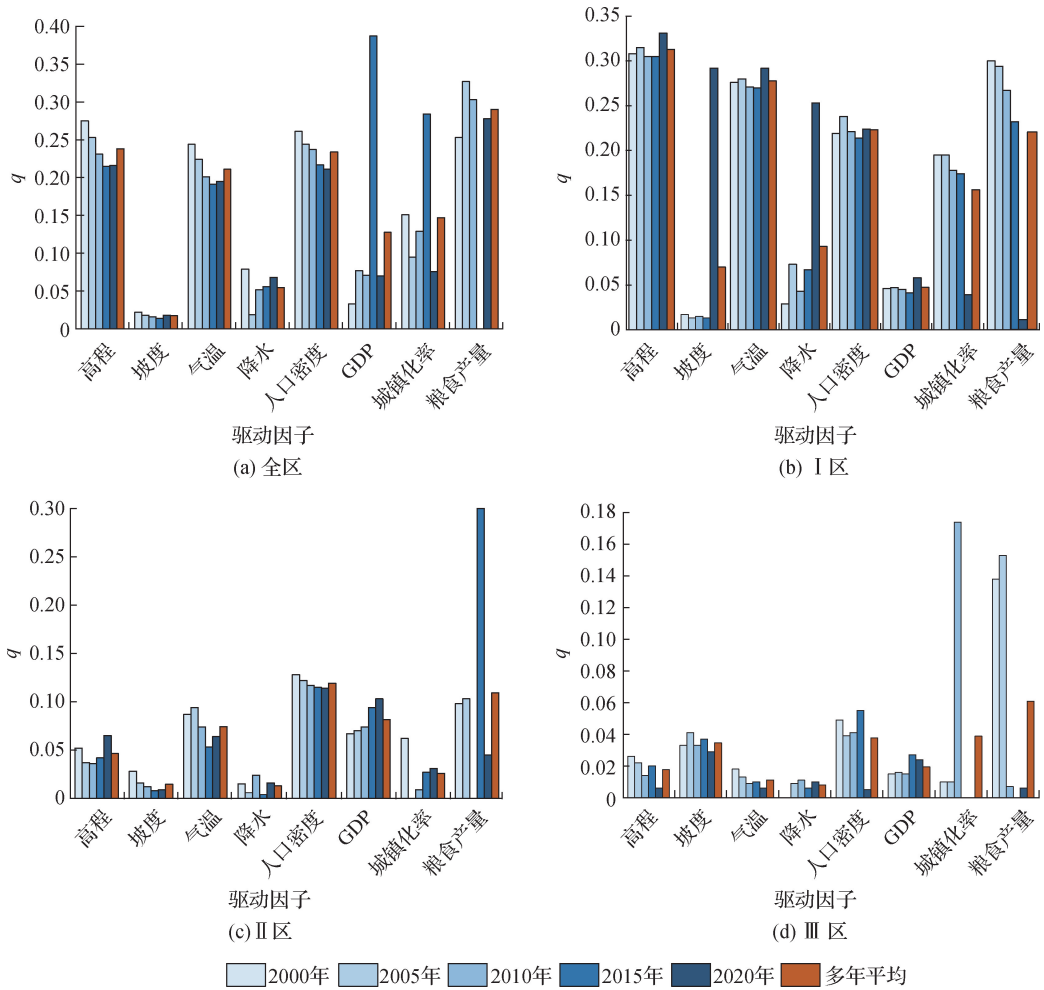 0.40
0.35
0.30
0.25
0.20
0.15
0.10
0.05
0
q
高程
坡度
气温
降水
人口密度
GDP
城镇化率
粮食产量
驱动因子
(a) 全区
0.35
0.30
0.25
0.20
0.15
0.10
0.05
0
q
高程
坡度
气温
降水
人口密度
GDP
城镇化率
粮食产量
驱动因子
(b) Ⅰ区
0.30
0.25
0.20
0.15
0.10
0.05
0
q
高程
坡度
气温
降水
人口密度
GDP
城镇化率
粮食产量
驱动因子
(c) Ⅱ区
0.18
0.16
0.14
0.12
0.10
0.08
0.06
0.04
0.02
0
q
高程
坡度
气温
降水
人口密度
GDP
城镇化率
粮食产量
驱动因子
(d) Ⅲ区
2000年 2005年 2010年 2015年 2020年 多年平均